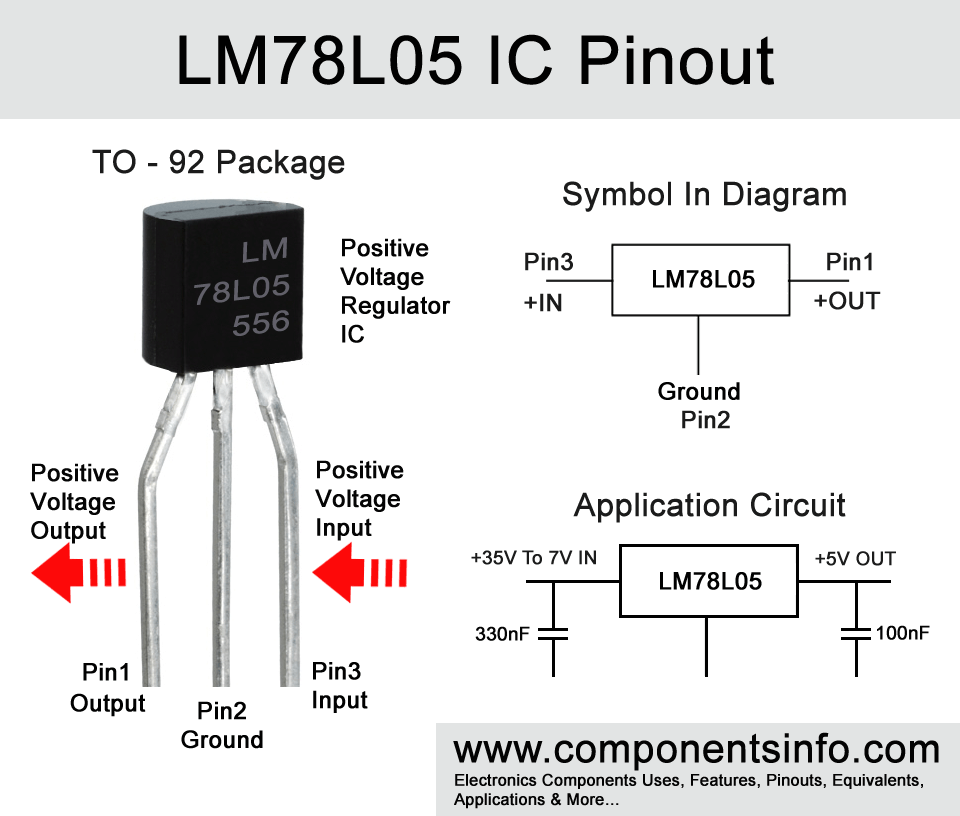 LM78L05 IC Pinout
TO - 92 Package
LM
78L05
556
Positive
Voltage
Regulator
IC
Positive
Voltage
Output
Positive
Voltage
Input
Pin1
Output
Pin2
Ground
Pin3
Input
Symbol In Diagram
Pin3
+IN
LM78L05
Pin1
+OUT
Ground
Pin2
Application Circuit
+35V To 7V IN
LM78L05
+5V OUT
330nF
100nF
www.componentsinfo.com
Electronics Components Uses, Features, Pinouts, Equivalents,
Applications & More...